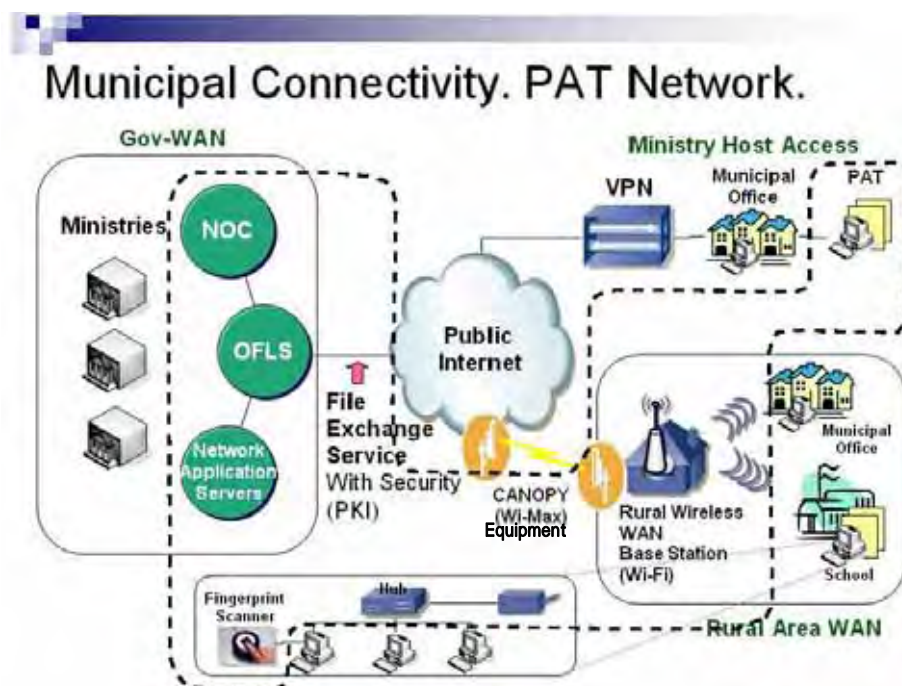 Municipal Connectivity. PAT Network.
Gov-WAN
Ministry Host Access
Ministries
NOC
OFLS
Network
Application
Servers
File
Exchange
Service
With Security
(PKI)
Public
Internet
VPN
Municipal
Office
PAT
CANOPY
(Wi-Max)
Equipment
Rural Wireless
WAN
Base Station
(Wi-Fi)
Municipal
Office
School
Rural Area WAN
Fingerprint
Scanner
Hub